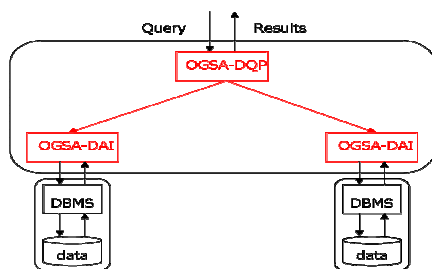 Query Results
OGSA-DQP
OGSA-DAI OGSA-DAI
DBMS DBMS
data data